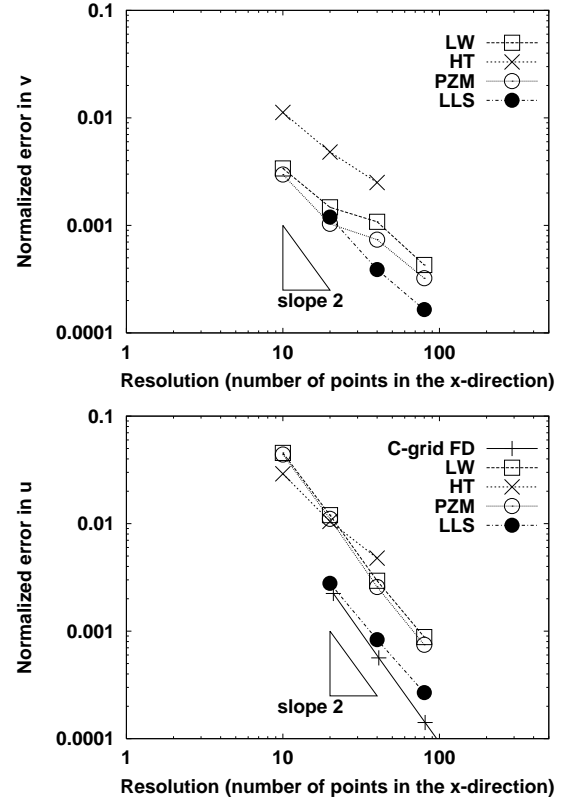 0.1
LW
HT
PZM
LLS
0.01
Normalized error in v
0.001
slope 2
0.0001
1
10
100
Resolution (number of points in the x-direction)
0.1
C-grid FD
LW
HT
PZM
LLS
0.01
Normalized error in u
0.001
slope 2
0.0001
1
10
100
Resolution (number of points in the x-direction)